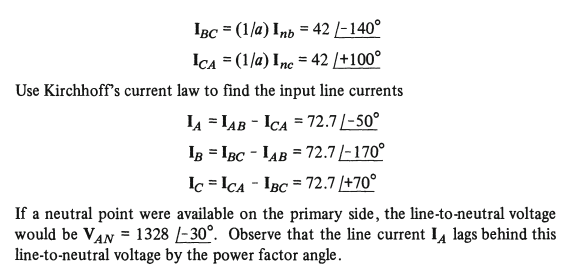 I_BC = (1/a) I_nb = 42 /-140°
I_CA = (1/a) I_nc = 42 /+100°
Use Kirchhoff's current law to find the input line currents
I_A = I_AB - I_CA = 72.7 /-50°
I_B = I_BC - I_AB = 72.7 /-170°
I_C = I_CA - I_BC = 72.7 /+70°
If a neutral point were available on the primary side, the line-to-neutral voltage
would be V_AN = 1328 /-30°. Observe that the line current I_A lags behind this
line-to-neutral voltage by the power factor angle.